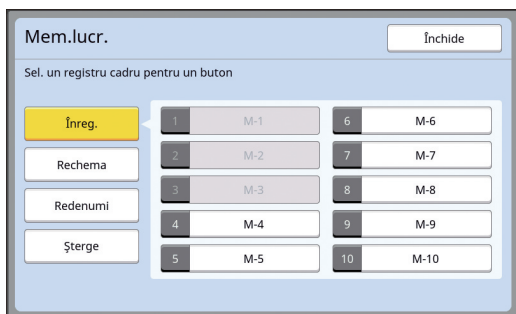 Mem.lucr.
Închide
Sel. un registru cadru pentru un buton
Înreg.
Rechema
Redenumi
Şterge
1 M-1
2 M-2
3 M-3
4 M-4
5 M-5
6 M-6
7 M-7
8 M-8
9 M-9
10 M-10